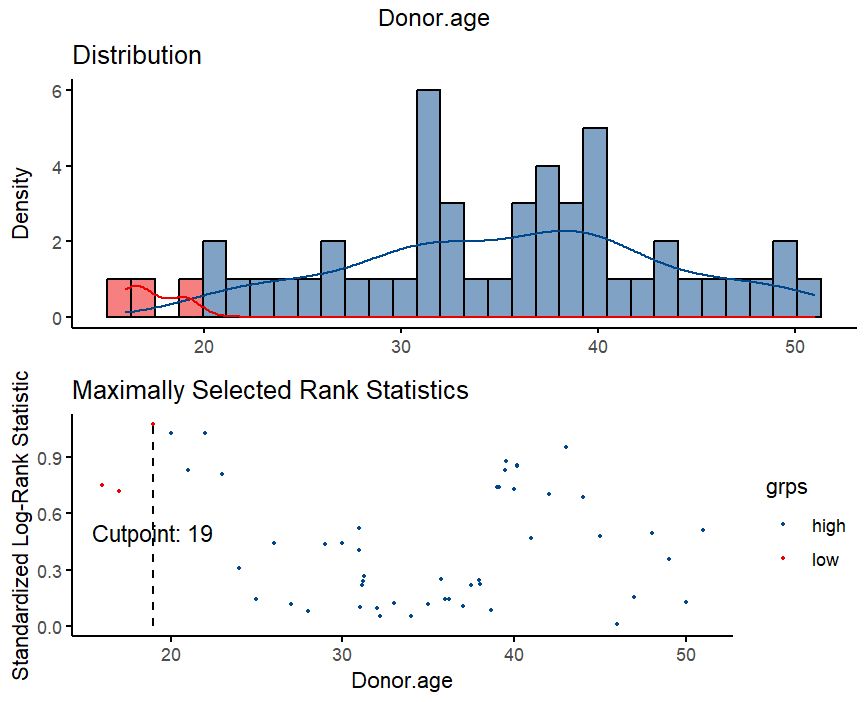 Donor.age
Distribution
Density
6
4
2
0
20 30 40 50
Maximally Selected Rank Statistics
Standardized Log-Rank Statistic
0.9
0.6
0.3
0.0
Cutpoint: 19
20 30 40 50
Donor.age
grps
high
low